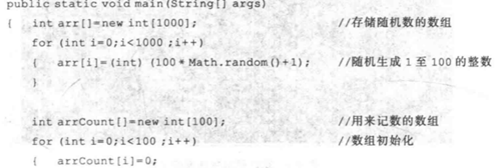 public static void main(String[] args)
{ int arr[]=new int[1000]; //存储随机数的数组
for (int i=0;i<1000 ;i++)
{ arr[i]=(int) (100*Math.random()+1); //随机生成 1 至 100 的整数
}
int arrCount[]=new int[100]; //用来记数的数组
for (int i=0;i<100 ;i++) //数组初始化
{ arrCount[i]=0;